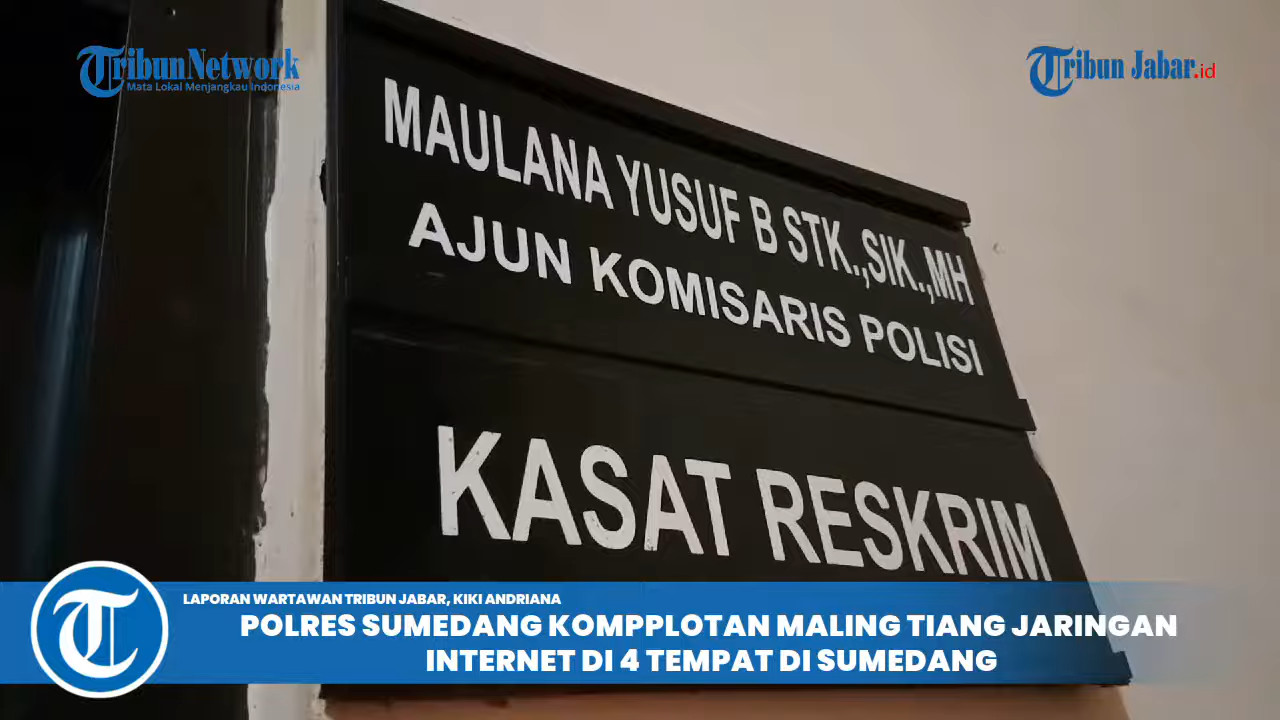 TribunNetwork
Mata Lokal Menjangkau Indonesia
Tribun Jabar.id
MAULANA YUSUF B STK.,SIK.,MH
AJUN KOMISARIS POLISI
KASAT RESKRIM
LAPORAN WARTAWAN TRIBUN JABAR, KIKI ANDRIANA
POLRES SUMEDANG KOMPPLOTAN MALING TIANG JARINGAN
INTERNET DI 4 TEMPAT DI SUMEDANG